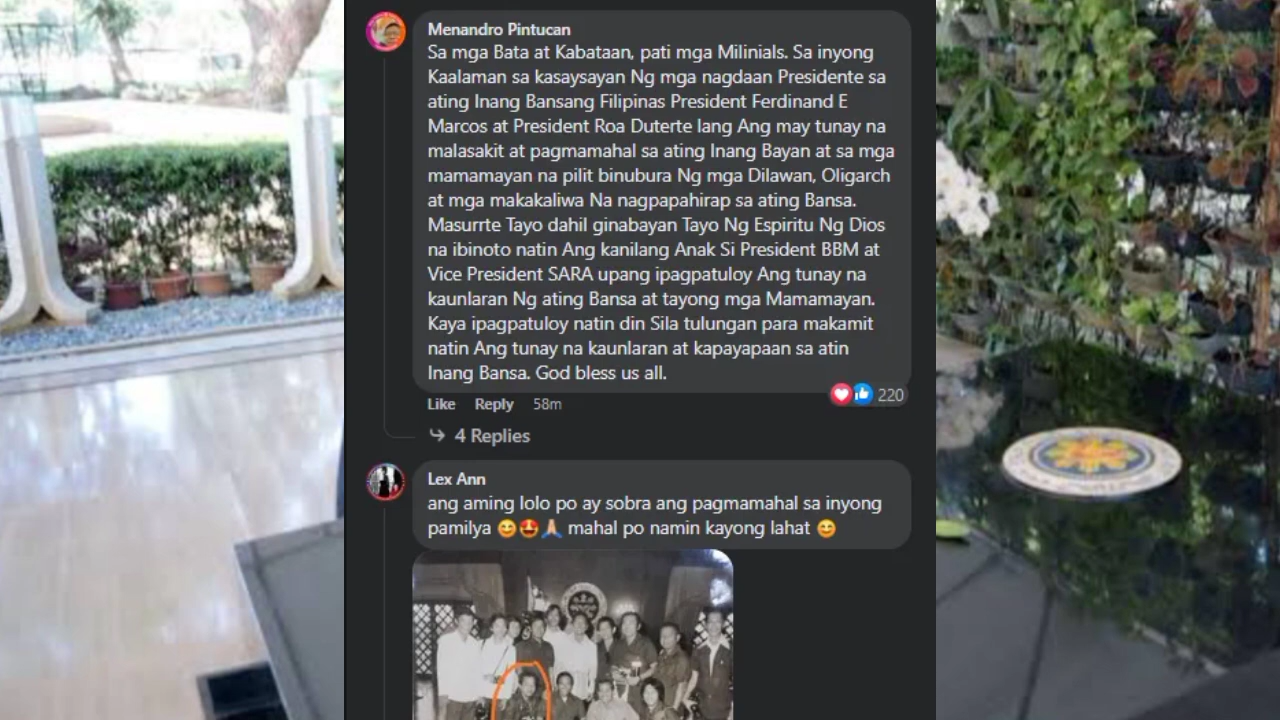 Menandro Pintucan
Sa mga Bata at Kabataan, pati mga Milinials. Sa inyong
Kaalaman sa kasaysayan Ng mga nagdaan Presidente sa
ating Inang Bansang Filipinas President Ferdinand E
Marcos at President Roa Duterte lang Ang may tunay na
malasakit at pagmamahal sa ating Inang Bayan at sa mga
mamamayan na pilit binubura Ng mga Dilawan, Oligarch
at mga makakaliwa Na nagpapahirap sa ating Bansa.
Masurrte Tayo dahil ginabayan Tayo Ng Espiritu Ng Dios
na ibinoto natin Ang kanilang Anak Si President BBM at
Vice President SARA upang ipagpatuloy Ang tunay na
kaunlaran Ng ating Bansa at tayong mga Mamamayan.
Kaya ipagpatuloy natin din Sila tulungan para makamit
natin Ang tunay na kaunlaran at kapayapaan sa atin
Inang Bansa. God bless us all.
Like Reply 58m 220
4 Replies
Lex Ann
ang aming lolo po ay sobra ang pagmamahal sa inyong
pamilya 😊🤩🙏🏼 mahal po namin kayong lahat 😊